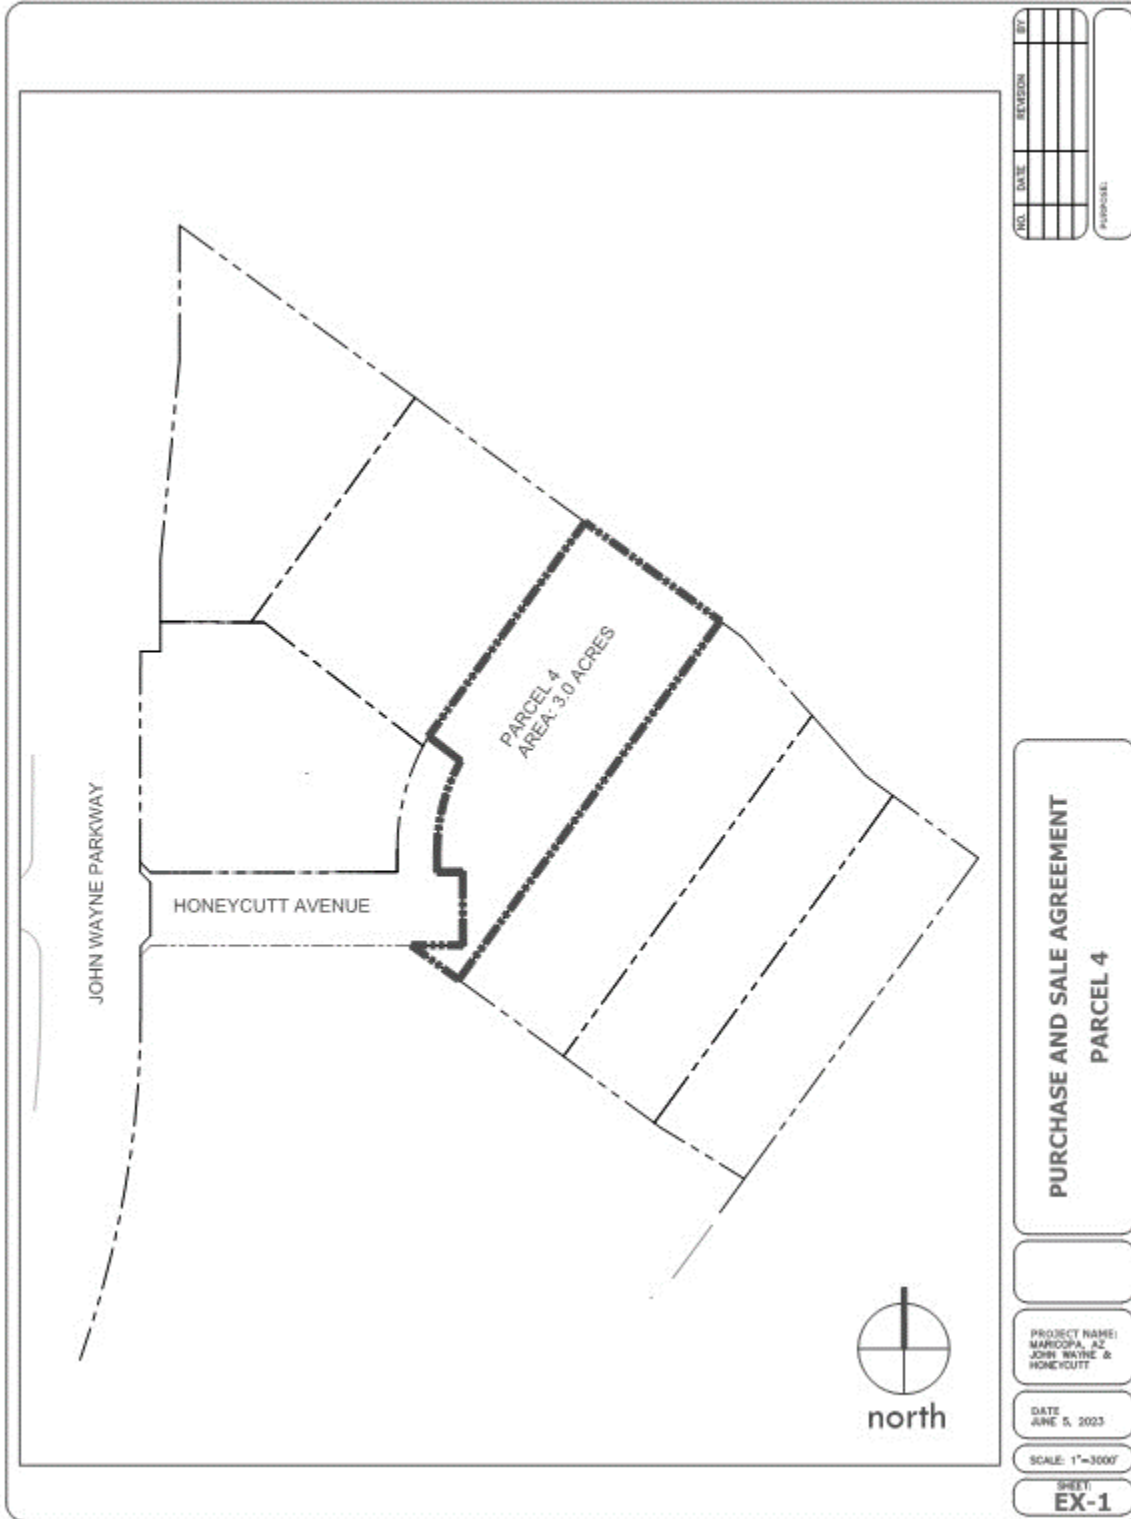 NO.
DATE
REVISION
BY
PURPOSE:
PARCEL 4
AREA: 3.0 ACRES
JOHN WAYNE PARKWAY
HONEYCUTT AVENUE
PURCHASE AND SALE AGREEMENT
PARCEL 4
north
PROJECT NAME:
MARICOPA, AZ
JOHN WAYNE &
HONEYCUTT
DATE
JUNE 5, 2023
SCALE: 1"=3000'
SHEET:
EX-1